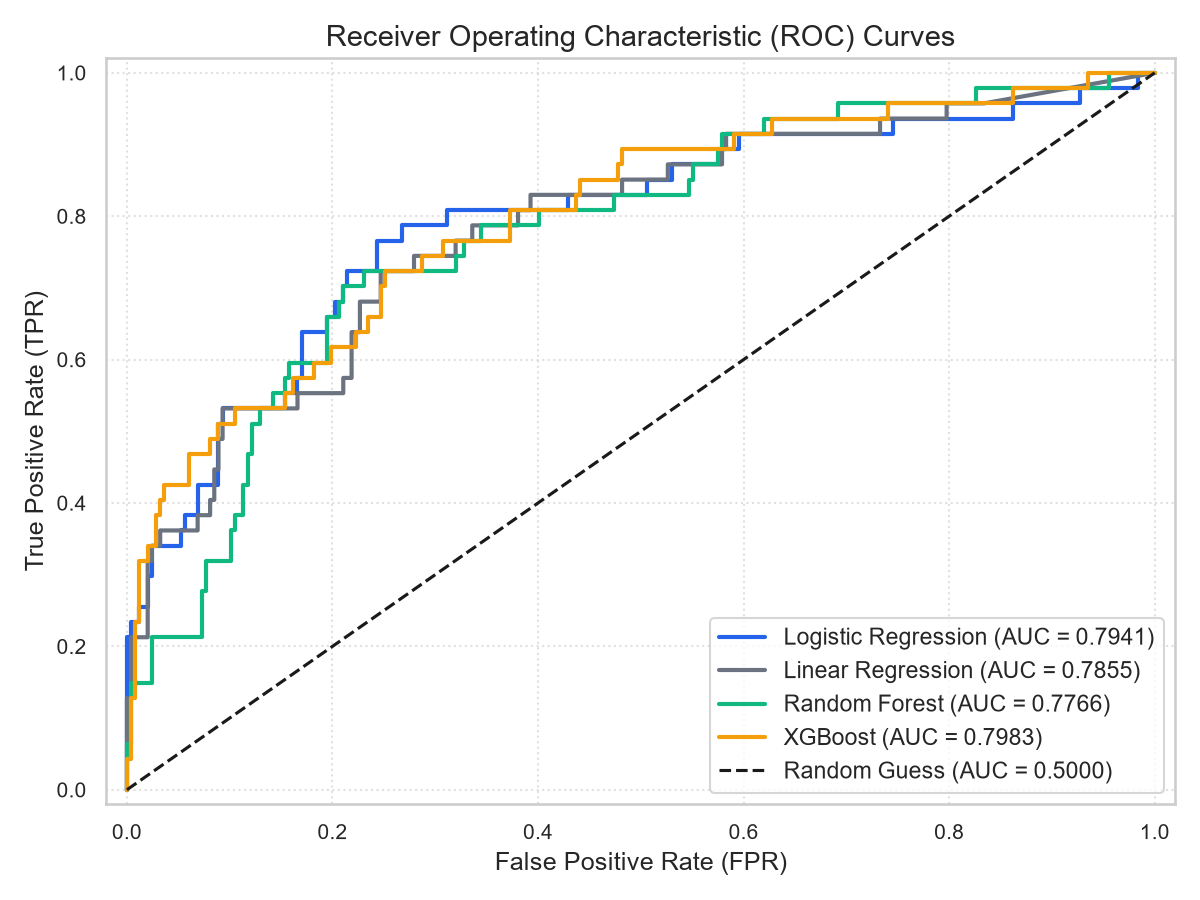 Receiver Operating Characteristic (ROC) Curves
True Positive Rate (TPR)
1.0
0.8
0.6
0.4
0.2
0.0
Logistic Regression (AUC = 0.7941)
Linear Regression (AUC = 0.7855)
Random Forest (AUC = 0.7766)
XGBoost (AUC = 0.7983)
Random Guess (AUC = 0.5000)
0.0 0.2 0.4 0.6 0.8 1.0
False Positive Rate (FPR)